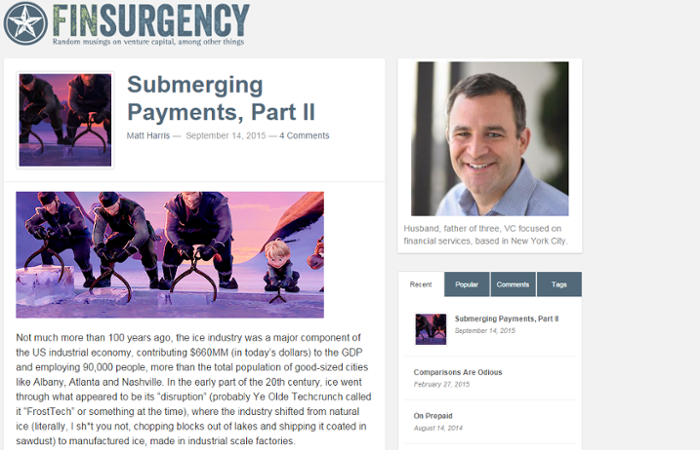 FINSURGENCY
Random musings on venture capital, among other things
Submerging
Payments, Part II
Matt Harris — September 14, 2015 — 4 Comments
Not much more than 100 years ago, the ice industry was a major component of
the US industrial economy, contributing $660MM (in today's dollars) to the GDP
and employing 90,000 people, more than the total population of good-sized cities
like Albany, Atlanta and Nashville. In the early part of the 20th century, ice went
through what appeared to be its "disruption" (probably Ye Olde Techcrunch called
it "FrostTech" or something at the time), where the industry shifted from natural
ice (literally, I sh*t you not, chopping blocks out of lakes and shipping it coated in
sawdust) to manufactured ice, made in industrial scale factories.
Husband, father of three, VC focused on
financial services, based in New York City.
Recent Popular Comments Tags
Submerging Payments, Part II
September 14, 2015
Comparisons Are Odious
February 27, 2015
On Prepaid
August 14, 2014